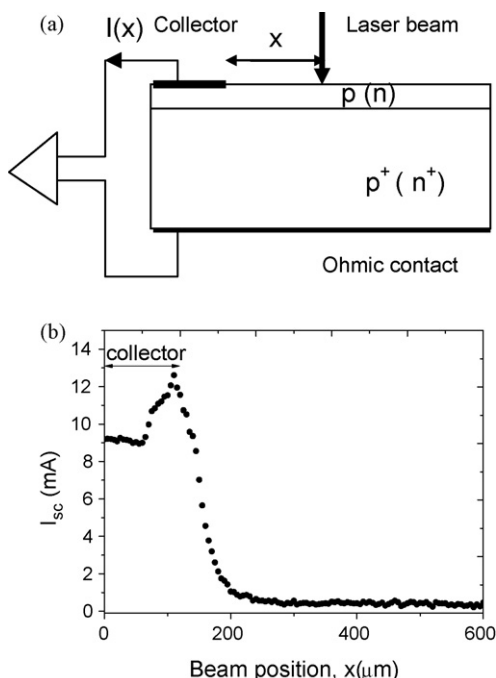 (a)
I(x)
Collector
x
Laser beam
p (n)
p⁺ ( n⁺)
Ohmic contact
(b)
14
12
10
8
6
4
2
0
collector
I_sc (mA)
0
200
400
600
Beam position, x(μm)